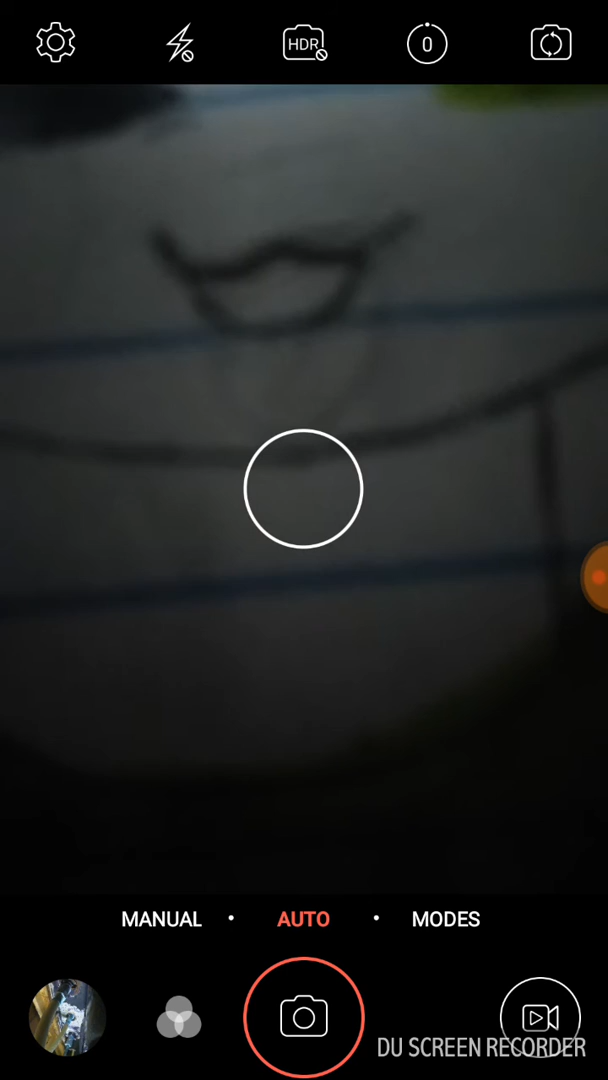 HDR
0
MANUAL • AUTO • MODES
DU SCREEN RECORDER